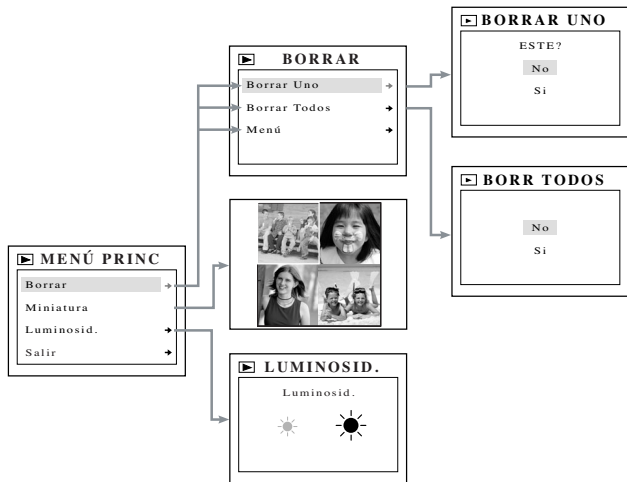 MENÚ PRINC
Borrar
Miniatura
Luminosid.
Salir
BORRAR
Borrar Uno
Borrar Todos
Menú
LUMINOSID.
Luminosid.
BORRAR UNO
ESTE?
No
Si
BORR TODOS
No
Si